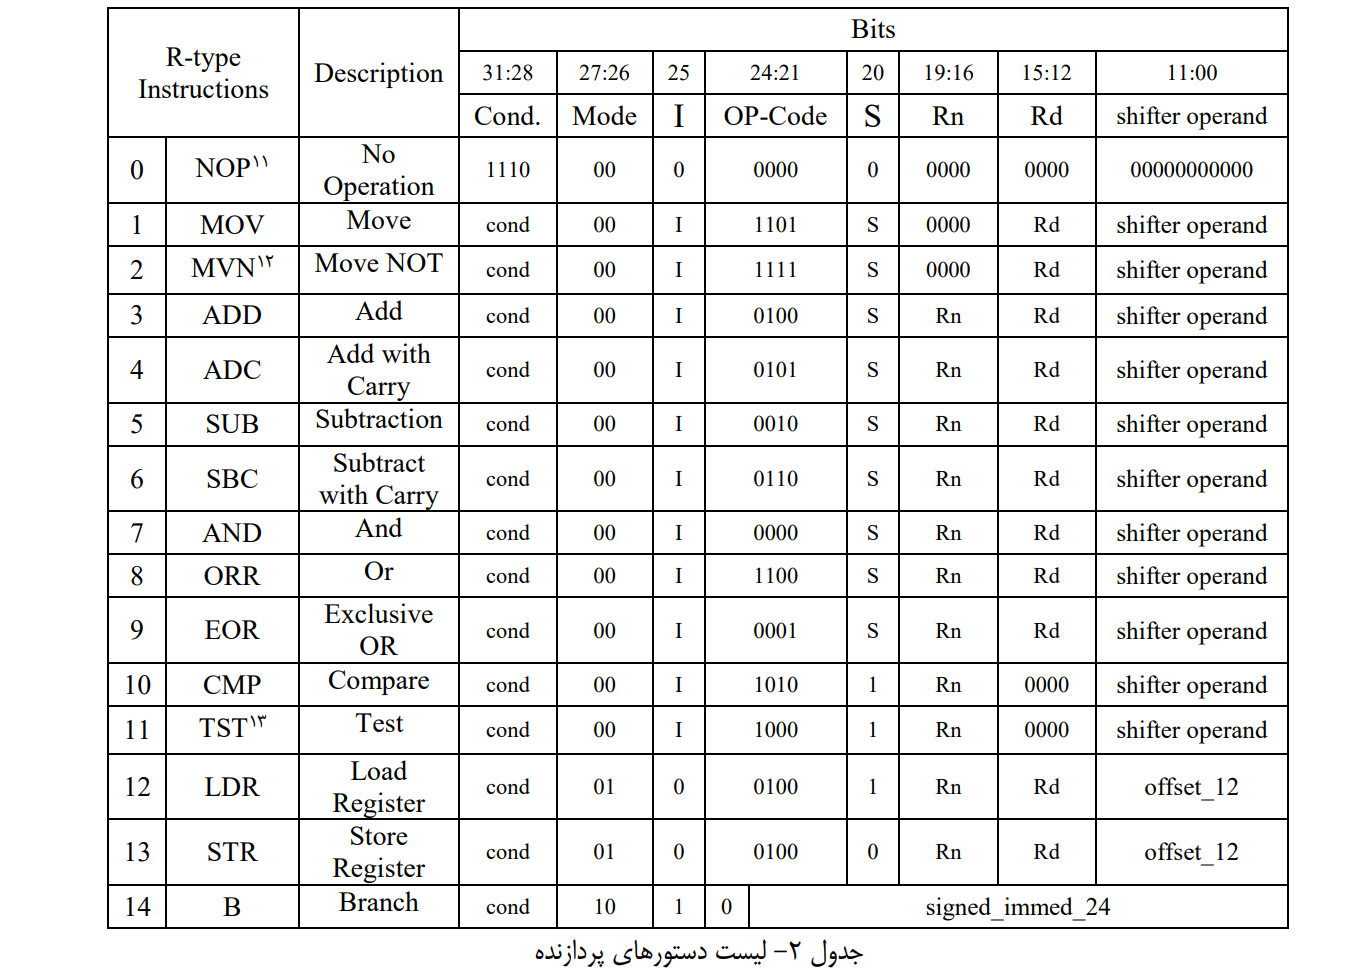 R-type Instructions | Description | Bits
31:28 | 27:26 | 25 | 24:21 | 20 | 19:16 | 15:12 | 11:00
Cond. | Mode | I | OP-Code | S | Rn | Rd | shifter operand
0 | NOP۱۱ | No Operation | 1110 | 00 | 0 | 0000 | 0 | 0000 | 0000 | 00000000000
1 | MOV | Move | cond | 00 | I | 1101 | S | 0000 | Rd | shifter operand
2 | MVN۱۲ | Move NOT | cond | 00 | I | 1111 | S | 0000 | Rd | shifter operand
3 | ADD | Add | cond | 00 | I | 0100 | S | Rn | Rd | shifter operand
4 | ADC | Add with Carry | cond | 00 | I | 0101 | S | Rn | Rd | shifter operand
5 | SUB | Subtraction | cond | 00 | I | 0010 | S | Rn | Rd | shifter operand
6 | SBC | Subtract with Carry | cond | 00 | I | 0110 | S | Rn | Rd | shifter operand
7 | AND | And | cond | 00 | I | 0000 | S | Rn | Rd | shifter operand
8 | ORR | Or | cond | 00 | I | 1100 | S | Rn | Rd | shifter operand
9 | EOR | Exclusive OR | cond | 00 | I | 0001 | S | Rn | Rd | shifter operand
10 | CMP | Compare | cond | 00 | I | 1010 | 1 | Rn | 0000 | shifter operand
11 | TST۱۳ | Test | cond | 00 | I | 1000 | 1 | Rn | 0000 | shifter operand
12 | LDR | Load Register | cond | 01 | 0 | 0100 | 1 | Rn | Rd | offset_12
13 | STR | Store Register | cond | 01 | 0 | 0100 | 0 | Rn | Rd | offset_12
14 | B | Branch | cond | 10 | 1 | 0 | signed_immed_24
جدول ۲- لیست دستورهای پردازنده